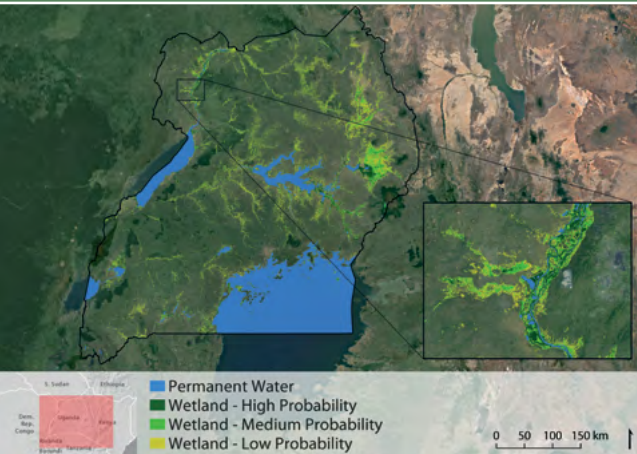 S. Sudan
Ethiopia
Dem.
Rep.
Congo
Uganda
Kenya
Rwanda
Burundi
Tanzania
Permanent Water
Wetland - High Probability
Wetland - Medium Probability
Wetland - Low Probability
0 50 100 150 km